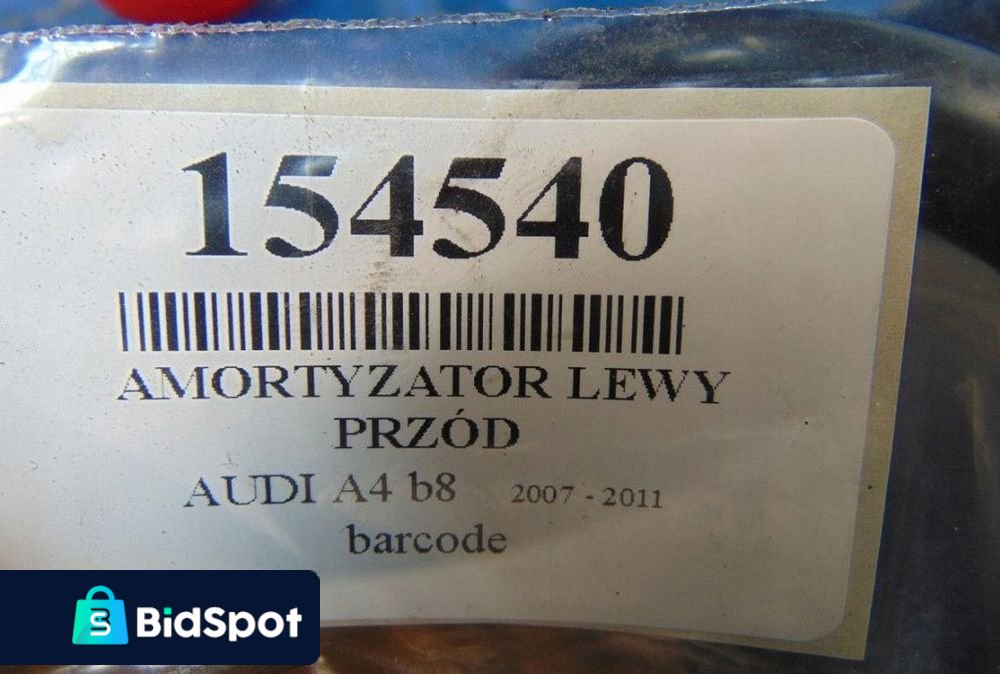 154540
AMORTYZATOR LEWY
PRZÓD
AUDI A4 b8 2007 - 2011
barcode
BidSpot